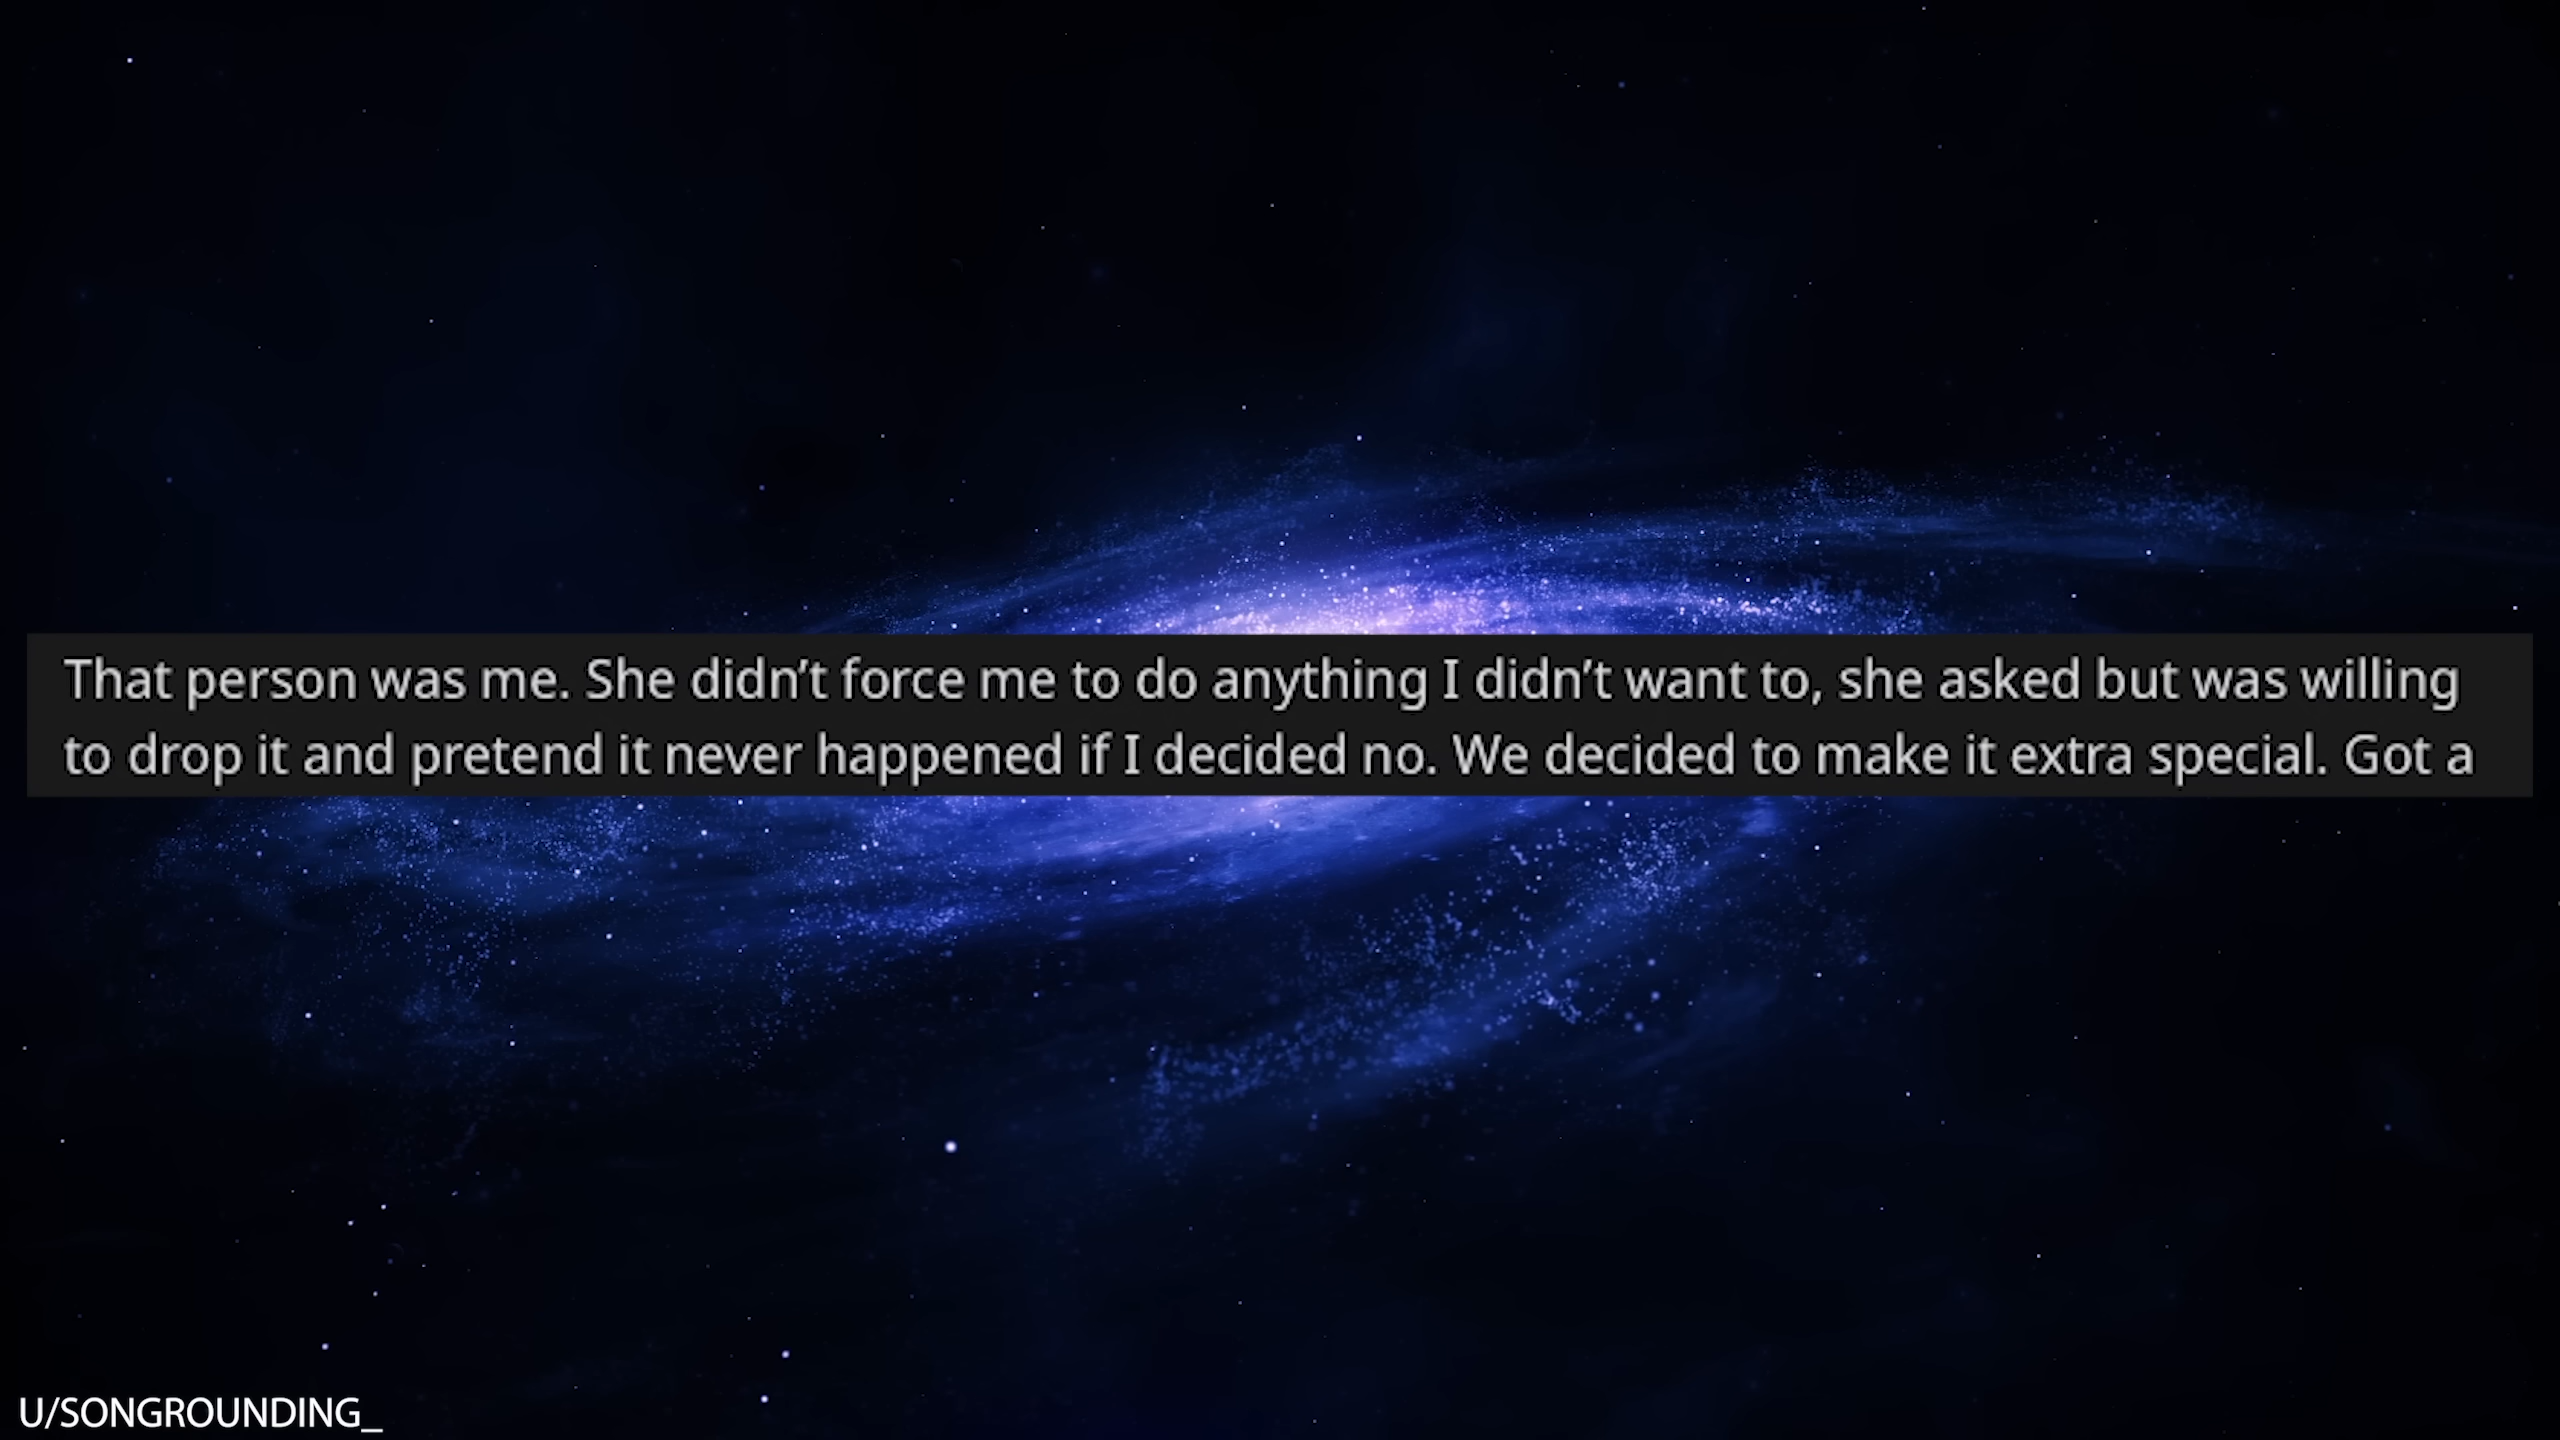 That person was me. She didn’t force me to do anything I didn’t want to, she asked but was willing
to drop it and pretend it never happened if I decided no. We decided to make it extra special. Got a
U/SONGROUNDING_